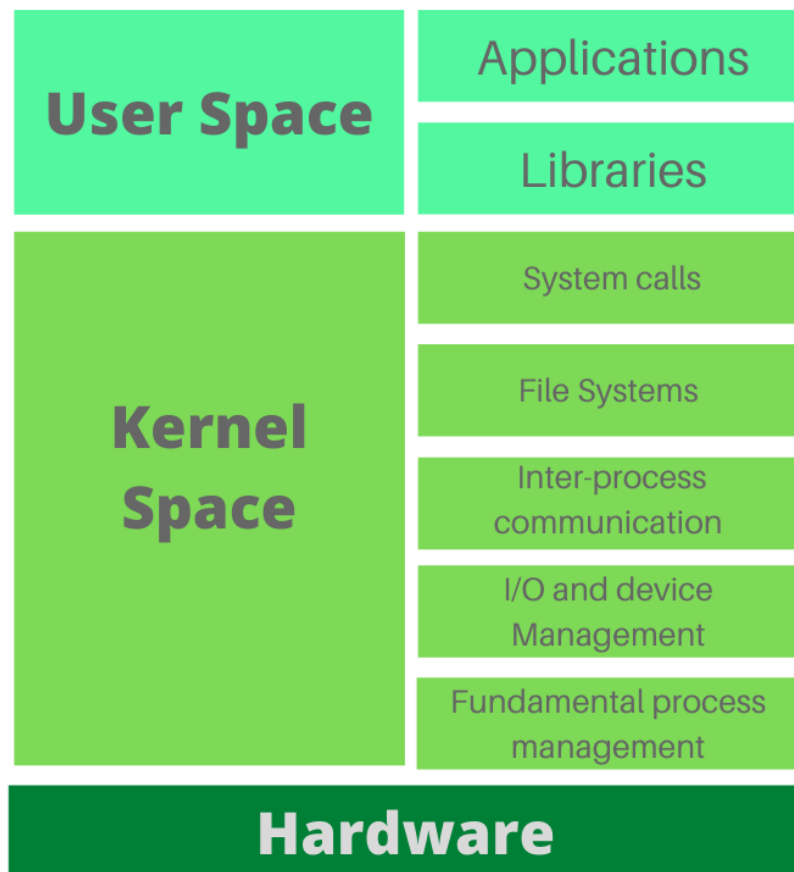 User Space
Applications
Libraries
Kernel
Space
System calls
File Systems
Inter-process
communication
I/O and device
Management
Fundamental process
management
Hardware